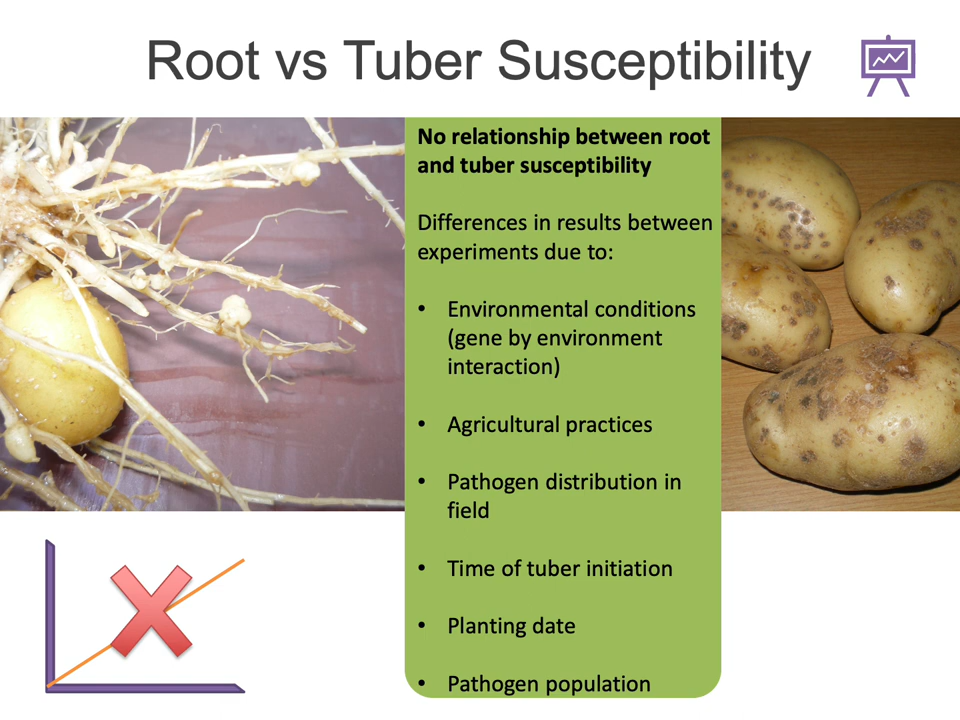 Root vs Tuber Susceptibility
No relationship between root
and tuber susceptibility
Differences in results between
experiments due to:
• Environmental conditions
(gene by environment
interaction)
• Agricultural practices
• Pathogen distribution in
field
• Time of tuber initiation
• Planting date
• Pathogen population